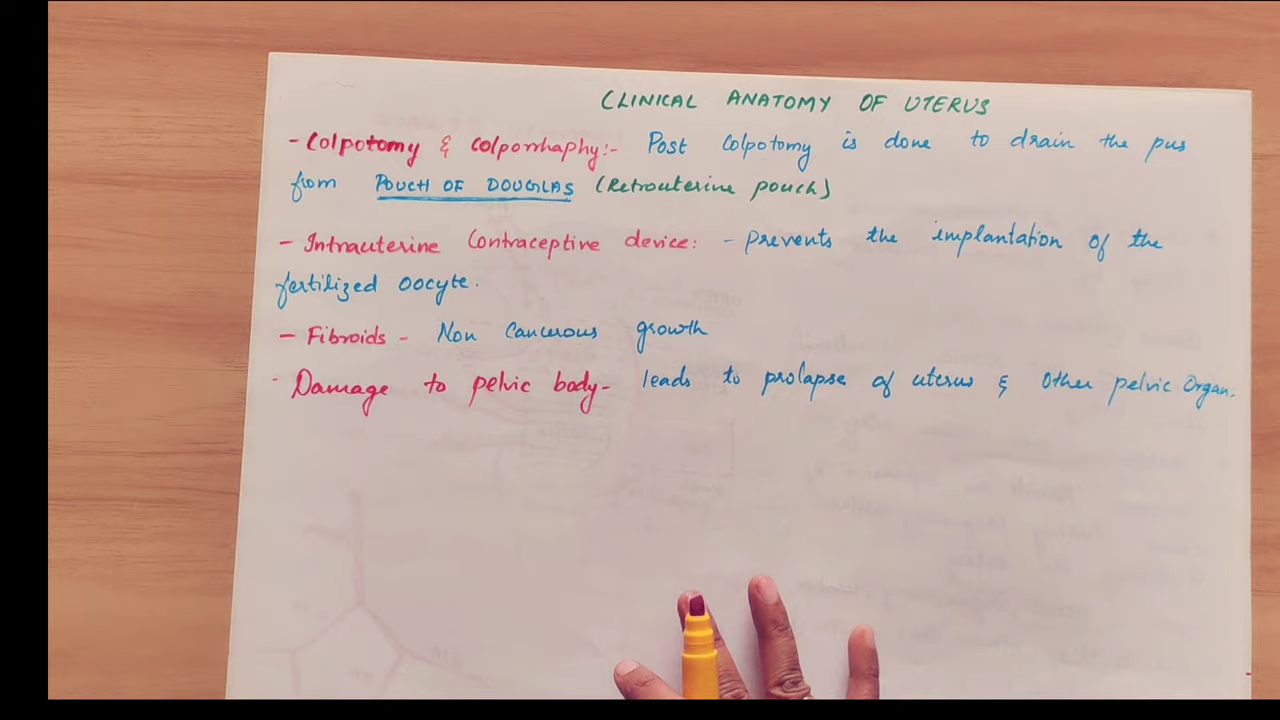 CLINICAL ANATOMY OF UTERUS
- Colpotomy & colporrhaphy:- Post Colpotomy is done to drain the pus
from POUCH OF DOUGLAS (Retrouterine pouch)
- Intrauterine Contraceptive device: - prevents the implantation of the
fertilized oocyte.
- Fibroids - Non Cancerous growth
- Damage to pelvic body - leads to prolapse of uterus & Other pelvic Organ.